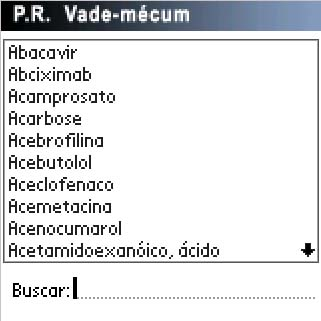 P.R. Vade-mécum
Abacavir
Abciximab
Acamprosato
Acarbose
Acebrofilina
Acebutolol
Aceclofenaco
Acemetacina
Acenocumarol
Acetamidoexanóico, ácido
Buscar: